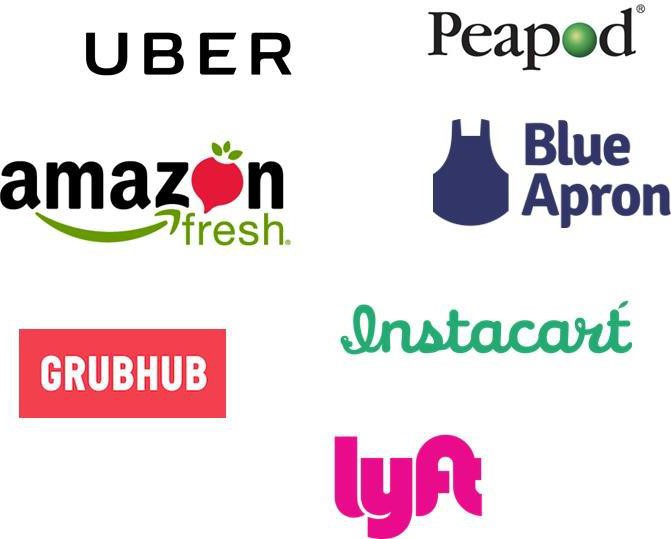 UBER
Peapod®
amazon
fresh
Blue
Apron
GRUBHUB
Instacart
lyft